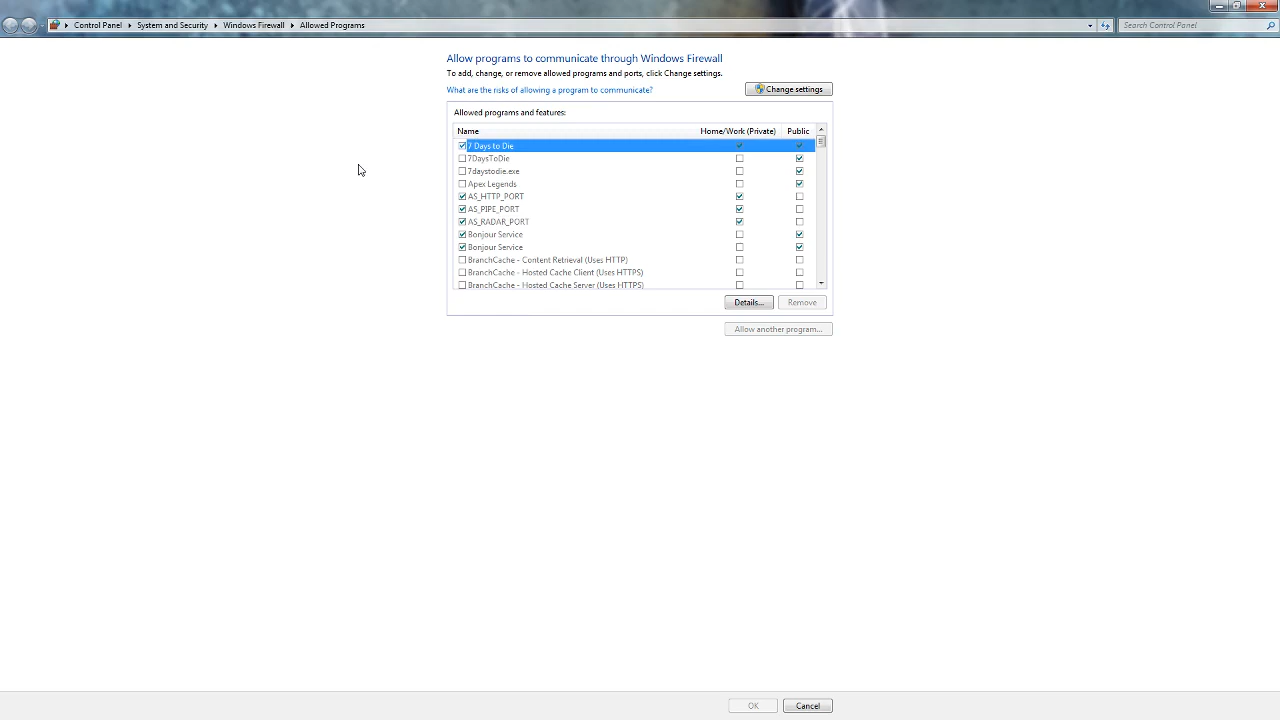 Control Panel System and Security Windows Firewall Allowed Programs Search Control Panel
Allow programs to communicate through Windows Firewall
To add, change, or remove allowed programs and ports, click Change settings.
What are the risks of allowing a program to communicate? Change settings
Allowed programs and features:
Name Home/Work (Private) Public
7 Days to Die
7DaysToDie
7daystodie.exe
Apex Legends
AS_HTTP_PORT
AS_PIPE_PORT
AS_RADAR_PORT
Bonjour Service
Bonjour Service
BranchCache - Content Retrieval (Uses HTTP)
BranchCache - Hosted Cache Client (Uses HTTPS)
BranchCache - Hosted Cache Server (Uses HTTPS)
Details... Remove
Allow another program...
OK Cancel